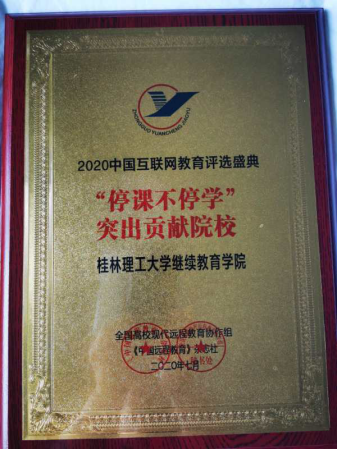 ZHONGGUO YUANCHENG JIAOYU
2020中国互联网教育评选盛典
“停课不停学”
突出贡献院校
桂林理工大学继续教育学院
全国高校现代远程教育协作组
《中国远程教育》杂志社
二〇二〇年七月